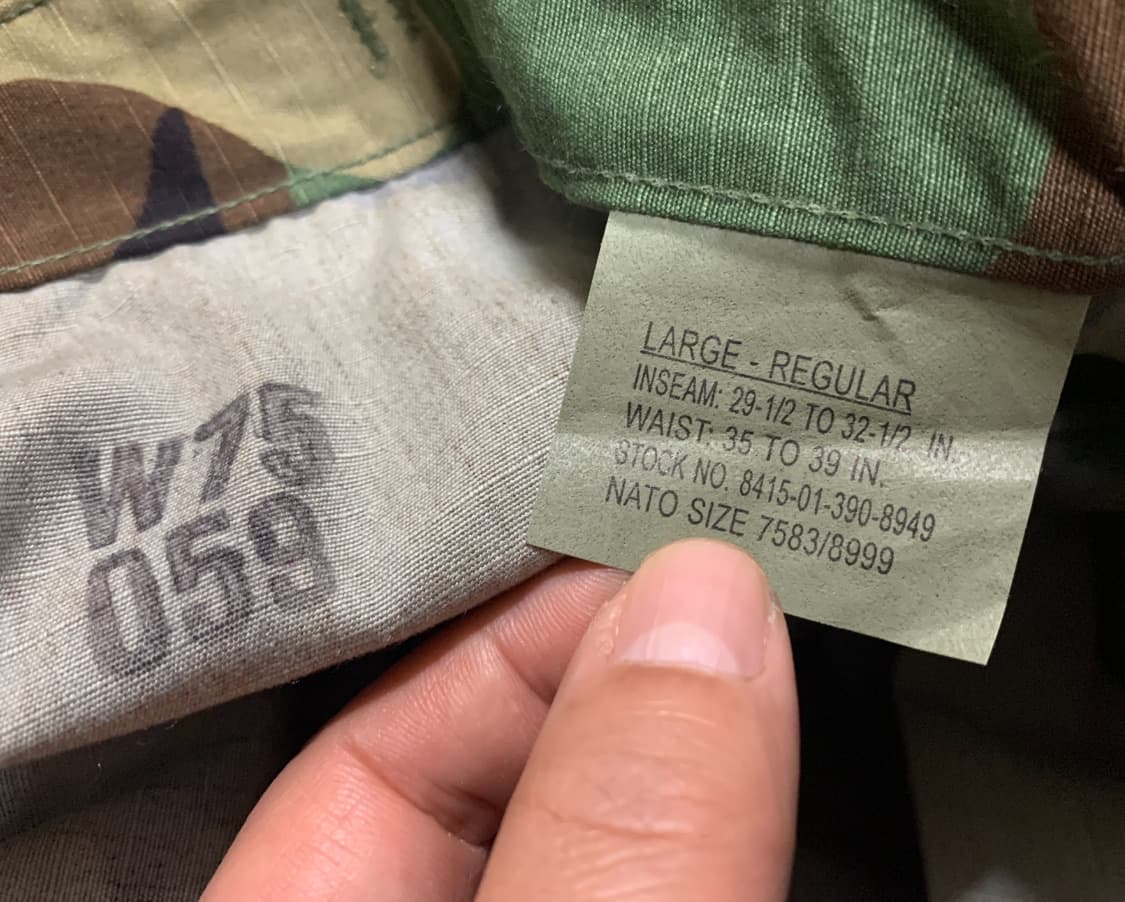 W75
059
LARGE - REGULAR
INSEAM: 29-1/2 TO 32-1/2 IN.
WAIST: 35 TO 39 IN.
STOCK NO. 8415-01-390-8949
NATO SIZE 7583/8999